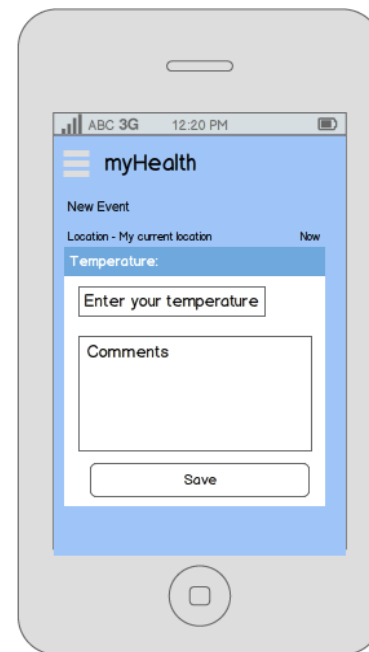 ABC 3G 12:20 PM
myHealth
New Event
Location - My current location Now
Temperature:
Enter your temperature
Comments
Save